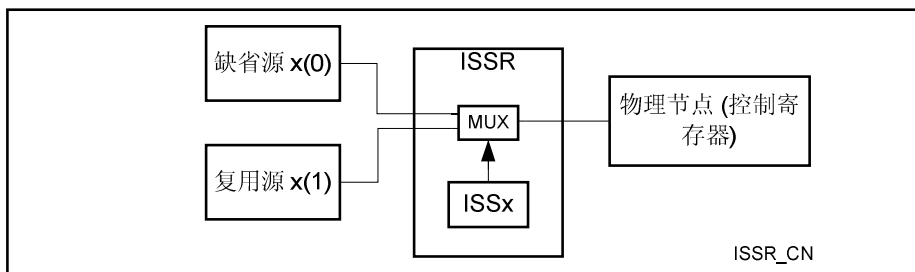 缺省源 x(0)
ISSR
MUX
物理节点 (控制寄
存器)
复用源 x(1)
ISSx
ISSR_CN